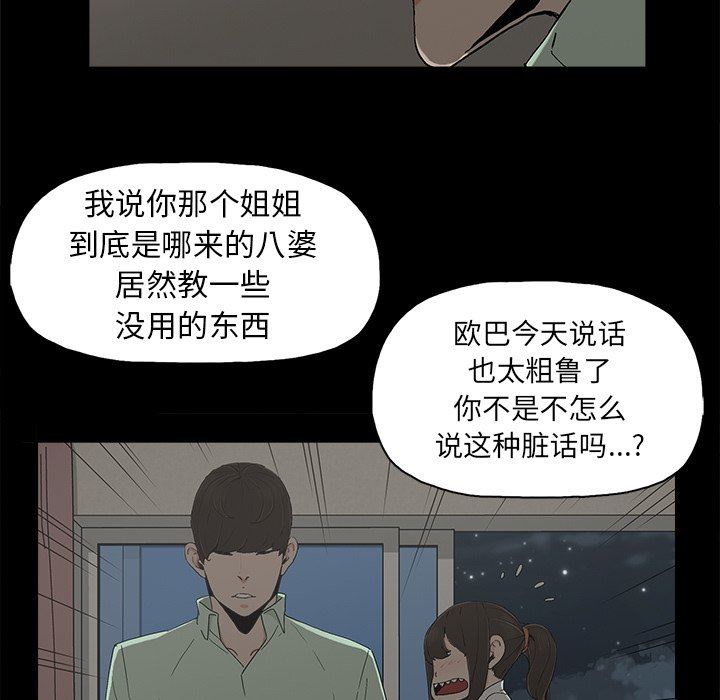 我说你那个姐姐
到底是哪来的八婆
居然教一些
没用的东西
欧巴今天说话
也太粗鲁了
你不是不怎么
说这种脏话吗...?